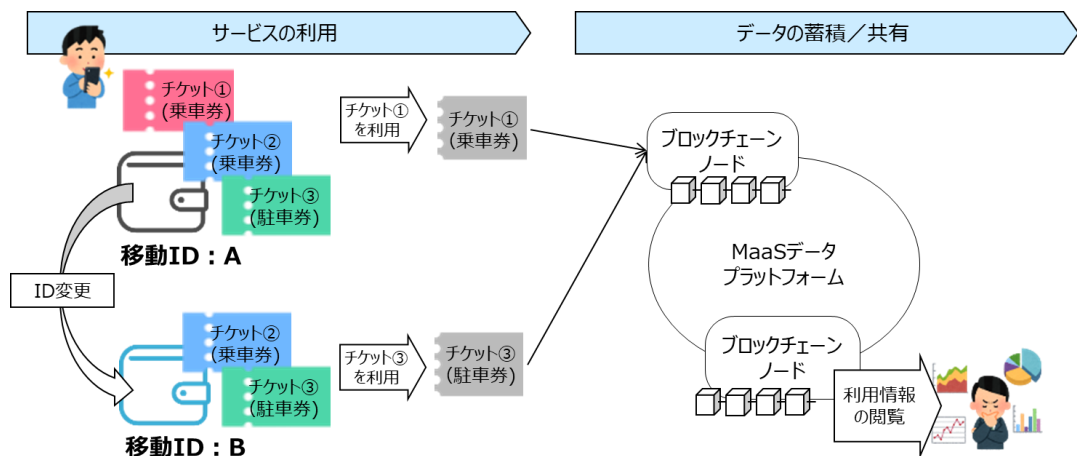 サービスの利用
データの蓄積／共有
チケット①
(乗車券)
チケット②
(乗車券)
チケット③
(駐車券)
移動ID：A
チケット①
を利用
チケット①
(乗車券)
ID変更
チケット②
(乗車券)
チケット③
(駐車券)
移動ID：B
チケット③
を利用
チケット③
(駐車券)
ブロックチェーン
ノード
MaaSデータ
プラットフォーム
ブロックチェーン
ノード
利用情報
の閲覧